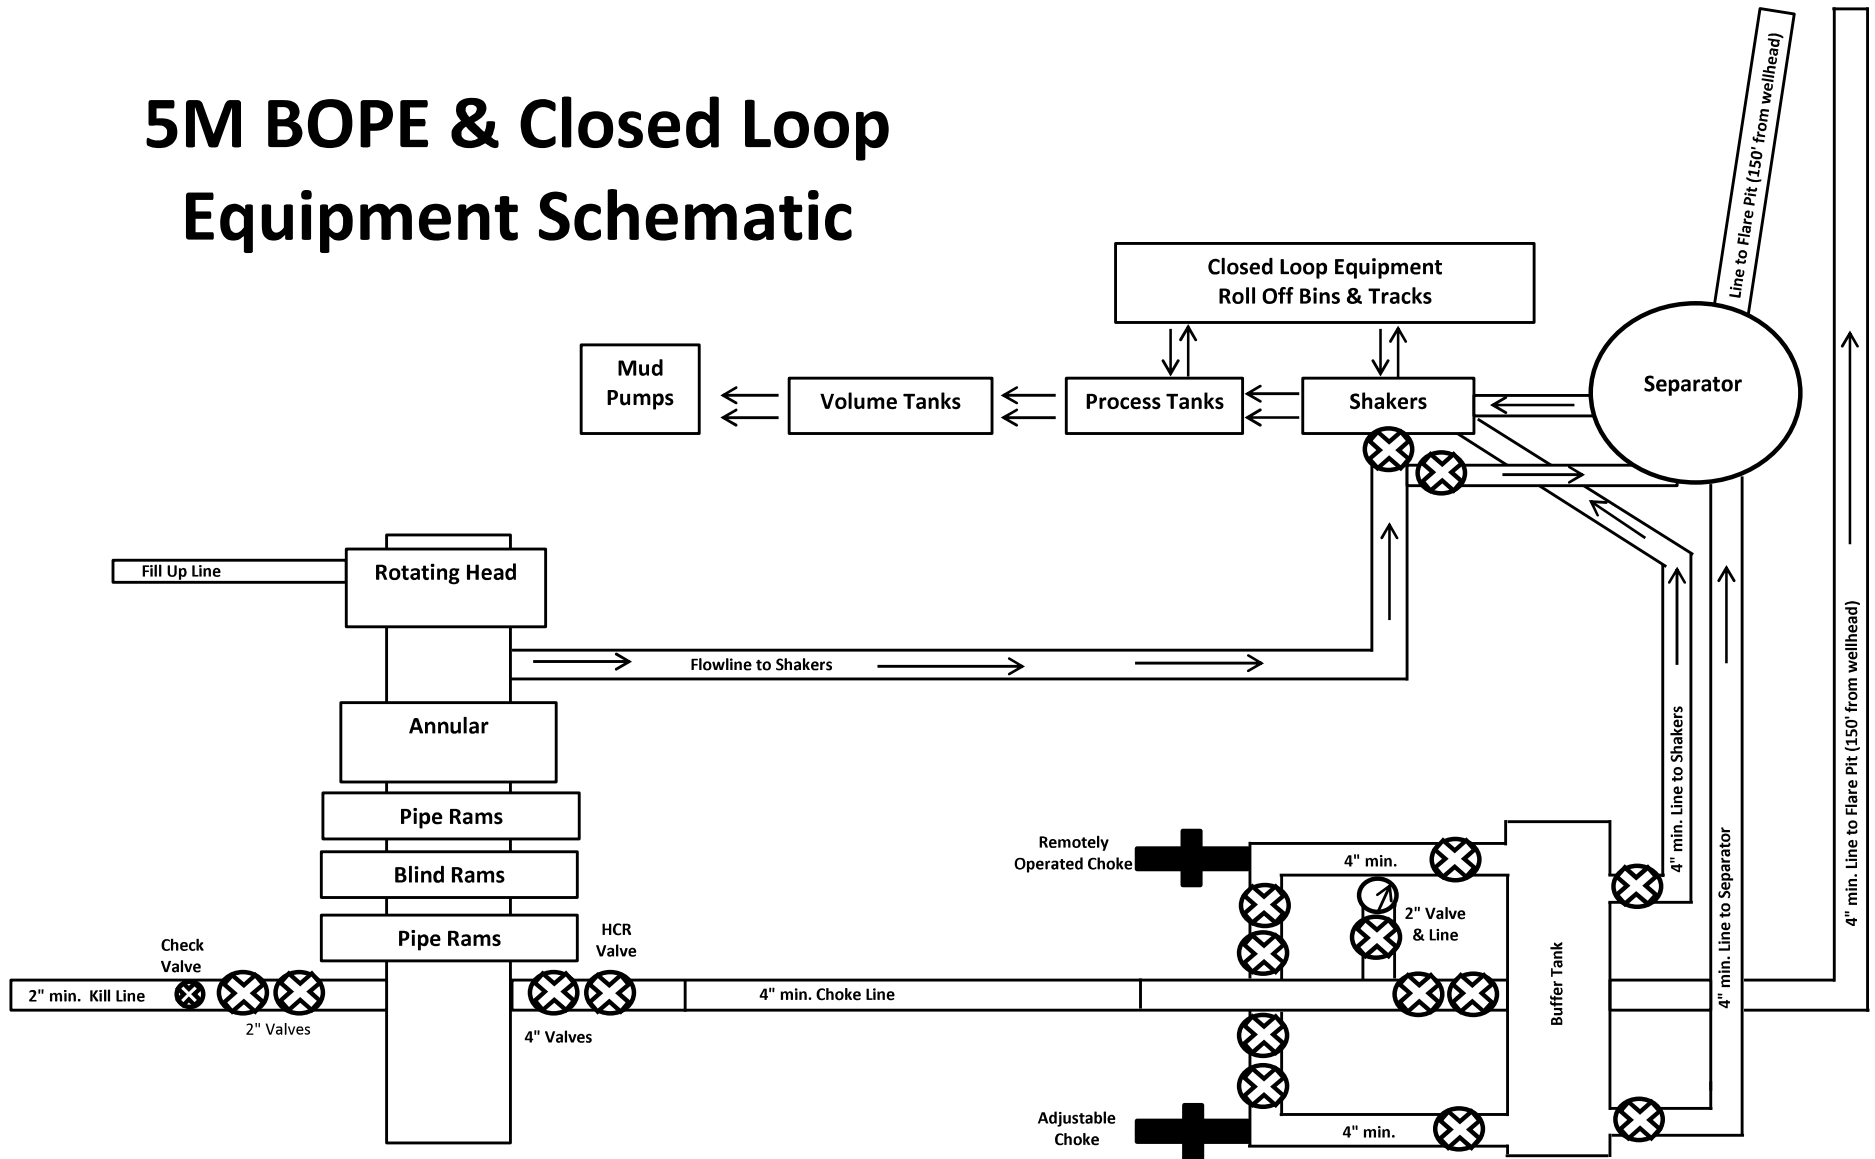 5M BOPE & Closed Loop
Equipment Schematic
Line to Flare Pit (150' from wellhead)
Closed Loop Equipment
Roll Off Bins & Tracks
Mud
Pumps
Volume Tanks
Process Tanks
Shakers
Separator
Fill Up Line
Rotating Head
Flowline to Shakers
Annular
Pipe Rams
Blind Rams
Pipe Rams
Check
Valve
HCR
Valve
2" min.  Kill Line
2" Valves
4" Valves
4" min. Choke Line
Remotely
Operated Choke
4" min.
2" Valve
& Line
Adjustable
Choke
4" min.
Buffer Tank
4" min. Line to Shakers
4" min. Line to Separator
4" min. Line to Flare Pit (150' from wellhead)